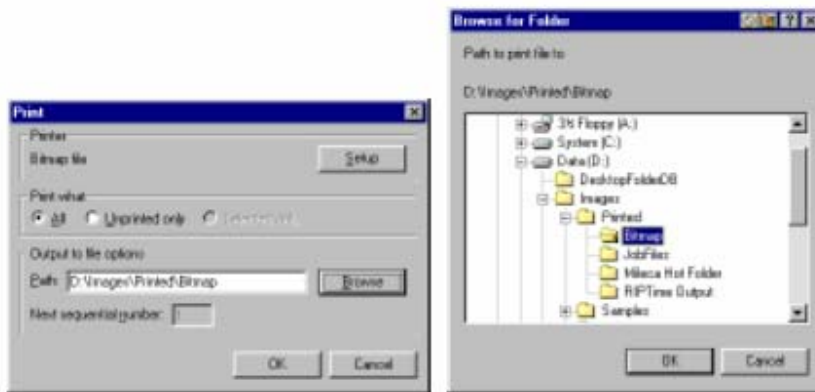 Print
Printer
Bitmap file
Setup
Print what
All
Unprinted only
Output to file options
Path: D:\Images\Printed\Bitmap
Browse
Next sequential number:
OK
Cancel
Browse for Folder
Path to print file to
D:\Images\Printed\Bitmap
3½ Floppy (A:)
System (C:)
Data (D:)
DesktopFolderDB
Images
Printed
Bitmap
JobFiles
Mileca Hot Folder
RIPTime Output
Samples
OK
Cancel